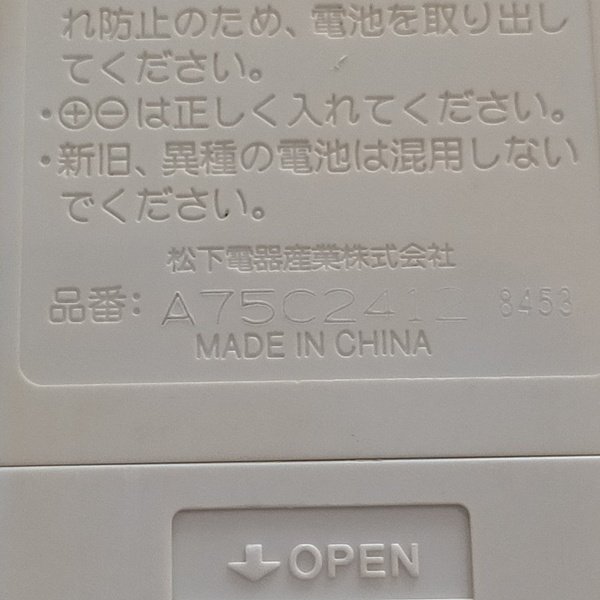 れ防止のため、電池を取り出し
てください。
・⊕⊖は正しく入れてください。
・新旧、異種の電池は混用しない
でください。
松下電器産業株式会社
品番: A75C2412 8453
MADE IN CHINA
OPEN